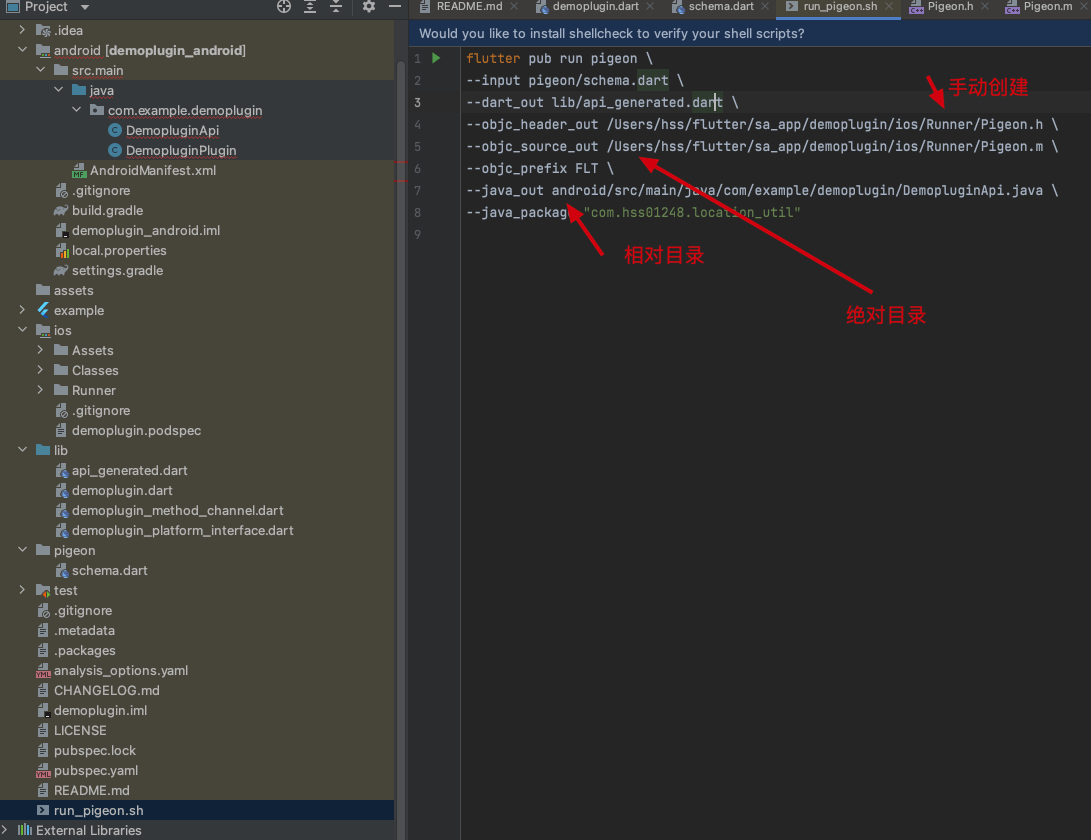 Project
.idea
android [demoplugin_android]
src.main
java
com.example.demoplugin
DemopluginApi
DemopluginPlugin
AndroidManifest.xml
.gitignore
build.gradle
demoplugin_android.iml
local.properties
settings.gradle
assets
example
ios
Assets
Classes
Runner
.gitignore
demoplugin.podspec
lib
api_generated.dart
demoplugin.dart
demoplugin_method_channel.dart
demoplugin_platform_interface.dart
pigeon
schema.dart
test
.gitignore
.metadata
.packages
analysis_options.yaml
CHANGELOG.md
demoplugin.iml
LICENSE
pubspec.lock
pubspec.yaml
README.md
run_pigeon.sh
External Libraries
README.md demoplugin.dart schema.dart run_pigeon.sh Pigeon.h Pigeon.m
Would you like to install shellcheck to verify your shell scripts?
1 flutter pub run pigeon \
2 --input pigeon/schema.dart \
3 --dart_out lib/api_generated.dart \
手动创建
4 --objc_header_out /Users/hss/flutter/sa_app/demoplugin/ios/Runner/Pigeon.h \
5 --objc_source_out /Users/hss/flutter/sa_app/demoplugin/ios/Runner/Pigeon.m \
6 --objc_prefix FLT \
7 --java_out android/src/main/java/com/example/demoplugin/DemopluginApi.java \
8 --java_package "com.hss01248.location_util"
9
相对目录
绝对目录